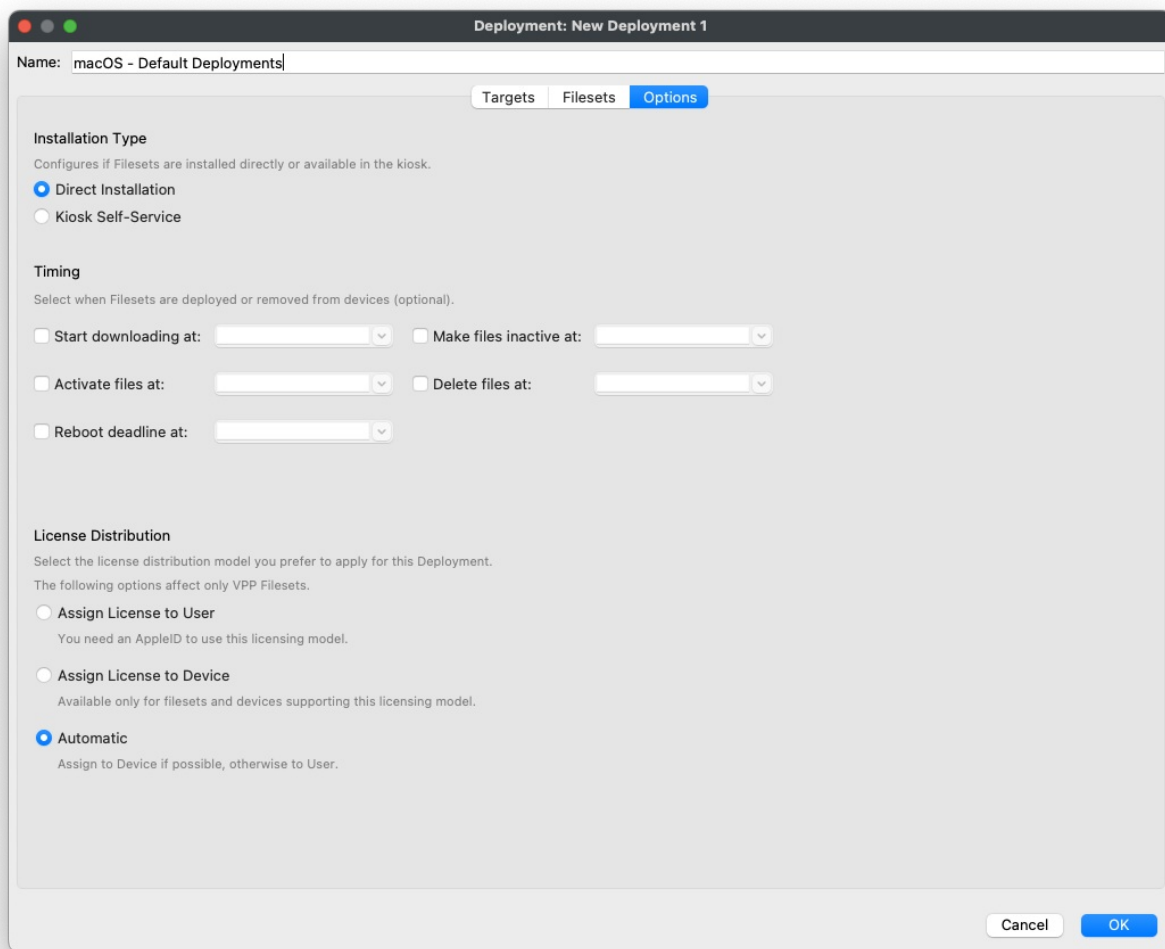 Deployment: New Deployment 1
Name: macOS - Default Deployments
Targets Filesets Options
Installation Type
Configures if Filesets are installed directly or available in the kiosk.
Direct Installation
Kiosk Self-Service
Timing
Select when Filesets are deployed or removed from devices (optional).
Start downloading at: Make files inactive at:
Activate files at: Delete files at:
Reboot deadline at:
License Distribution
Select the license distribution model you prefer to apply for this Deployment.
The following options affect only VPP Filesets.
Assign License to User
You need an AppleID to use this licensing model.
Assign License to Device
Available only for filesets and devices supporting this licensing model.
Automatic
Assign to Device if possible, otherwise to User.
Cancel OK